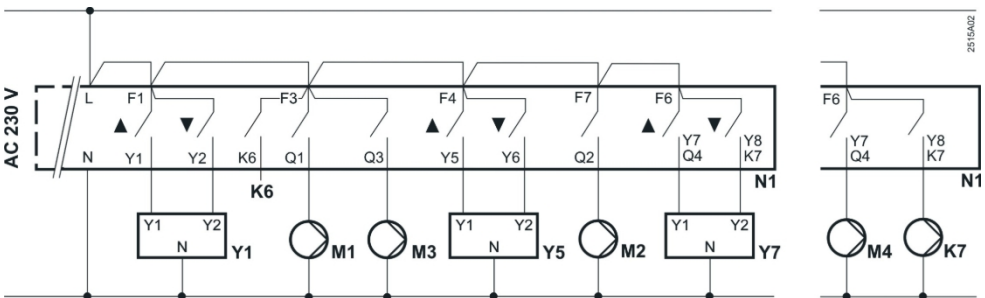 2515A02
AC 230 V
L F1 F3 F4 F7 F6 F6
▲ ▼ ▲ ▼ ▲ ▼
Y7 Y8 Y7 Y8
N Y1 Y2 K6 Q1 Q3 Y5 Y6 Q2 Q4 K7 Q4 K7
K6 N1 N1
Y1 Y2 Y1 Y2 Y1 Y2
N Y1 M1 M3 N Y5 M2 N Y7 M4 K7